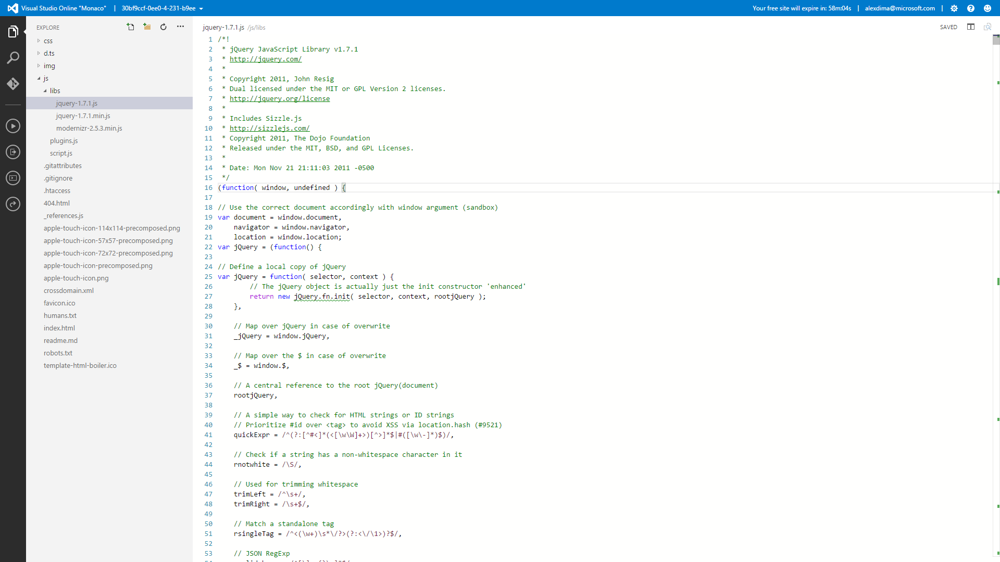 Visual Studio Online "Monaco" | 30bf9ccf-0ee0-4-231-b9ee
Your free site will expire in: 58m:04s | alexdima@microsoft.com |
EXPLORE
css
d.ts
img
js
libs
jquery-1.7.1.js
jquery-1.7.1.min.js
modernizr-2.5.3.min.js
plugins.js
script.js
.gitattributes
.gitignore
.htaccess
404.html
_references.js
apple-touch-icon-114x114-precomposed.png
apple-touch-icon-57x57-precomposed.png
apple-touch-icon-72x72-precomposed.png
apple-touch-icon-precomposed.png
apple-touch-icon.png
crossdomain.xml
favicon.ico
humans.txt
index.html
readme.md
robots.txt
template-html-boiler.ico
jquery-1.7.1.js /js/libs
SAVED
1 /*!
2  * jQuery JavaScript Library v1.7.1
3  * http://jquery.com/
4  *
5  * Copyright 2011, John Resig
6  * Dual licensed under the MIT or GPL Version 2 licenses.
7  * http://jquery.org/license
8  *
9  * Includes Sizzle.js
10  * http://sizzlejs.com/
11  * Copyright 2011, The Dojo Foundation
12  * Released under the MIT, BSD, and GPL Licenses.
13  *
14  * Date: Mon Nov 21 21:11:03 2011 -0500
15  */
16 (function( window, undefined ) {
17
18 // Use the correct document accordingly with window argument (sandbox)
19 var document = window.document,
20     navigator = window.navigator,
21     location = window.location;
22 var jQuery = (function() {
23
24 // Define a local copy of jQuery
25 var jQuery = function( selector, context ) {
26         // The jQuery object is actually just the init constructor 'enhanced'
27         return new jQuery.fn.init( selector, context, rootjQuery );
28     },
29
30     // Map over jQuery in case of overwrite
31     _jQuery = window.jQuery,
32
33     // Map over the $ in case of overwrite
34     _$ = window.$,
35
36     // A central reference to the root jQuery(document)
37     rootjQuery,
38
39     // A simple way to check for HTML strings or ID strings
40     // Prioritize #id over <tag> to avoid XSS via location.hash (#9521)
41     quickExpr = /^(?:[^#<]*(<[\w\W]+>)[^>]*$|#([\w\-]*)$)/,
42
43     // Check if a string has a non-whitespace character in it
44     rnotwhite = /\S/,
45
46     // Used for trimming whitespace
47     trimLeft = /^\s+/,
48     trimRight = /\s+$/,
49
50     // Match a standalone tag
51     rsingleTag = /^<(\w+)\s*\/?>(?:<\/\1>)?$/,
52
53     // JSON RegExp